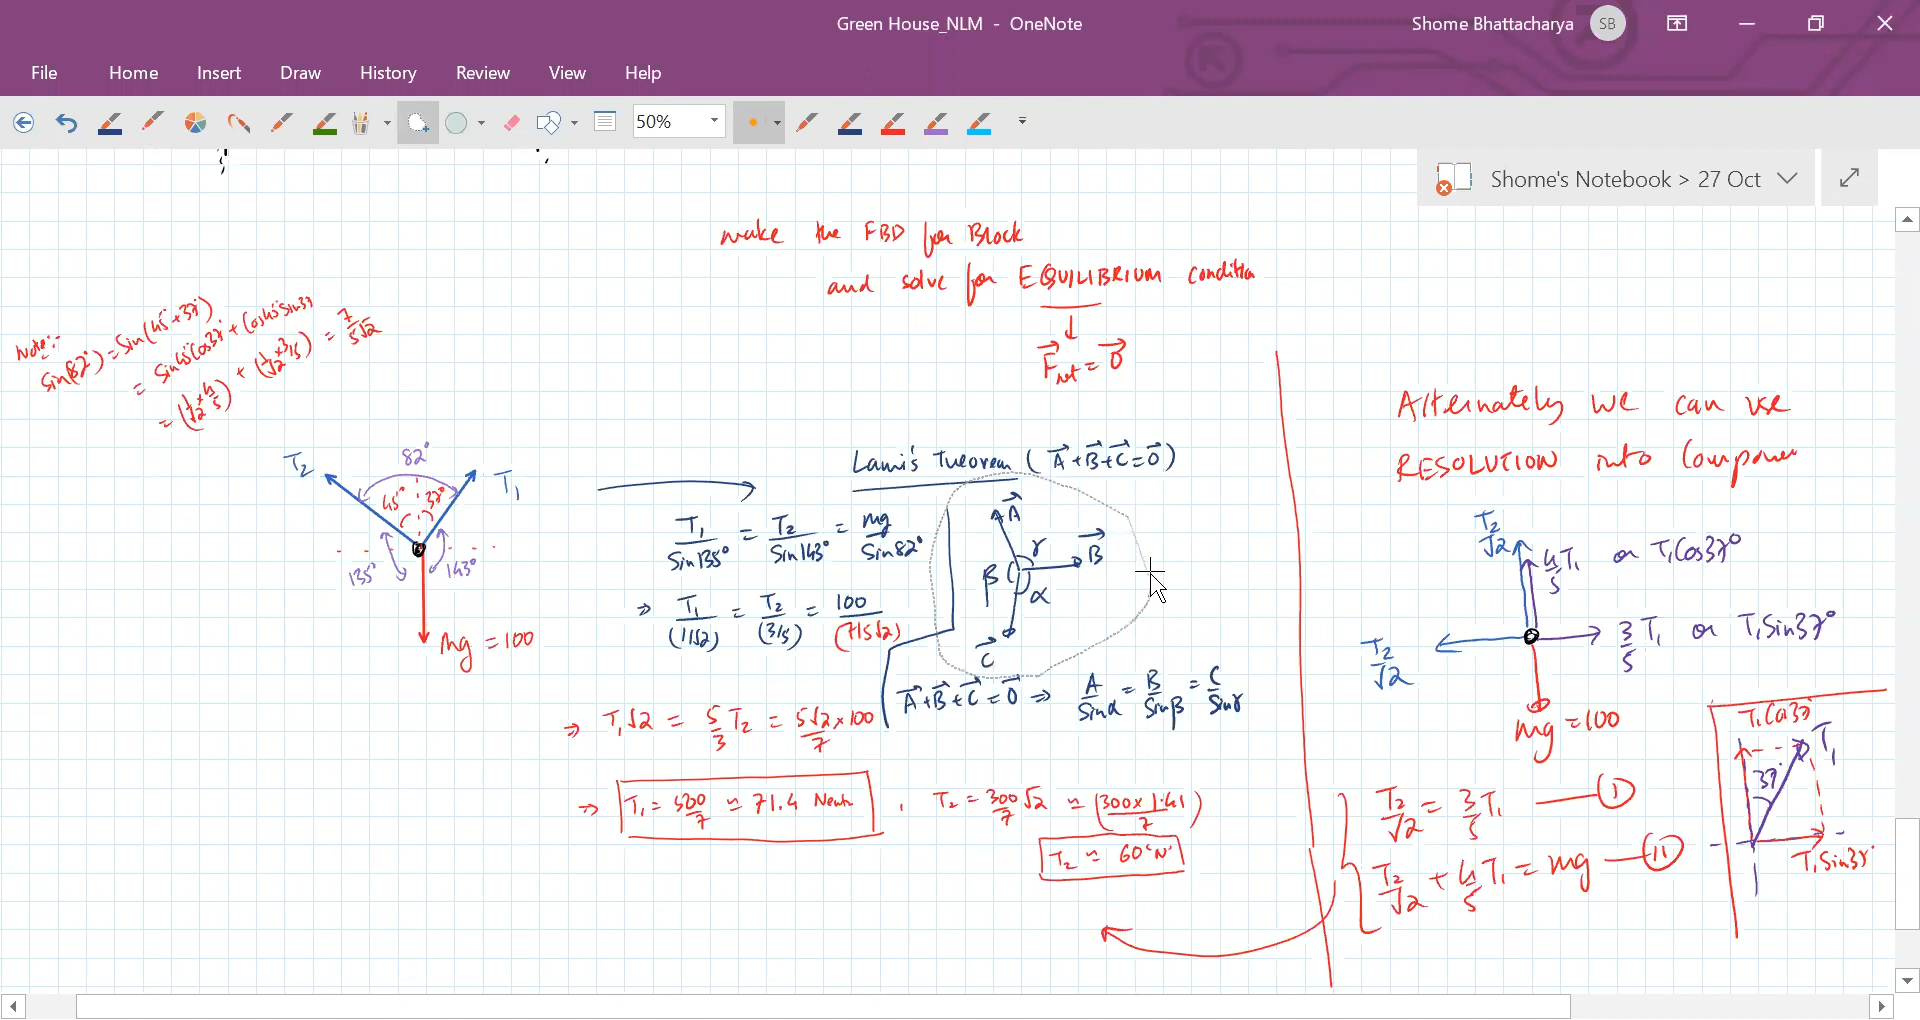 Green House_NLM - OneNote
Shome Bhattacharya
SB
File Home Insert Draw History Review View Help
50%
Shome's Notebook > 27 Oct
make the FBD for Block
and solve for EQUILIBRIUM condition
F⃗net = 0⃗
Note:-
Sin(82°) = Sin(45°+37°)
= Sin45°Cos37° + Cos45°Sin37
= (1/√2 × 4/5) + (1/√2 × 3/5) = 7/5√2
T₂
82°
T₁
45°
37°
135°
143°
mg = 100
Lami's Theorem (A⃗+B⃗+C⃗=0⃗)
T₁/Sin135° = T₂/Sin143° = mg/Sin82°
⇒ T₁/(1/√2) = T₂/(3/5) = 100/(7/5√2)
A⃗
B⃗
C⃗
γ
β
α
A⃗+B⃗+C⃗=0⃗ ⇒ A/Sinα = B/Sinβ = C/Sinγ
⇒ T₁√2 = 5/3 T₂ = 5√2×100/7
⇒ T₁ = 500/7 ≈ 71.4 Newtn , T₂ = 300/7 √2 ≈ (300×1.41/7)
T₂ ≈ 60 'N'
Alternately we can use
RESOLUTION into Componen
T₂/√2
4/5 T₁ or T₁Cos37°
T₂/√2
3/5 T₁ or T₁Sin37°
mg = 100
T₂/√2 = 3/5 T₁ — I
T₂/√2 + 4/5 T₁ = mg — II
T₁Cos37°
T₁
37°
T₁Sin37°